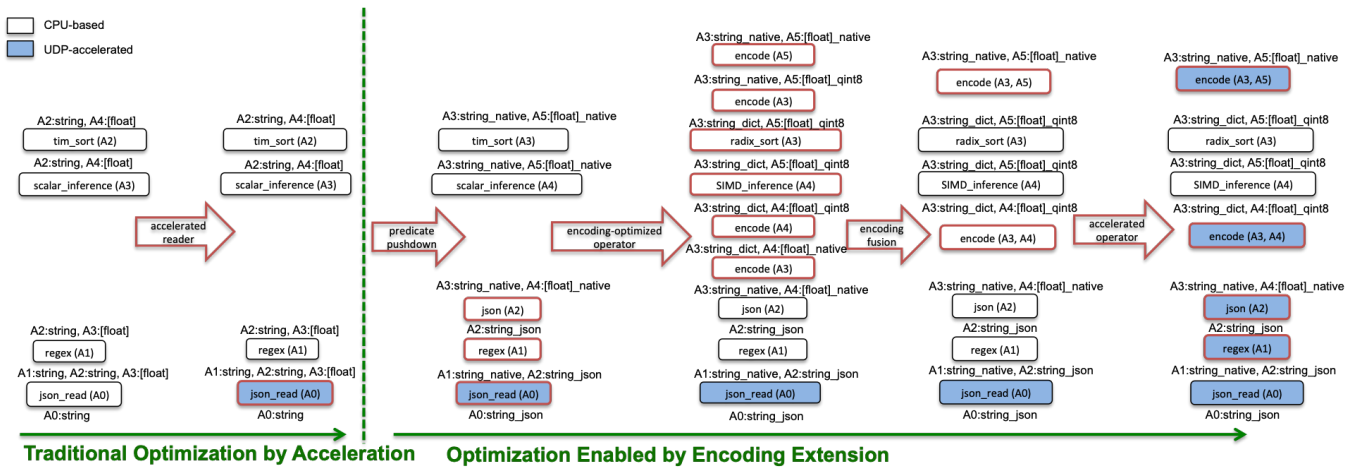 CPU-based
UDP-accelerated
A2:string, A4:[float]
tim_sort (A2)
A2:string, A4:[float]
scalar_inference (A3)
A2:string, A3:[float]
regex (A1)
A1:string, A2:string, A3:[float]
json_read (A0)
A0:string
accelerated
reader
A2:string, A4:[float]
tim_sort (A2)
A2:string, A4:[float]
scalar_inference (A3)
A2:string, A3:[float]
regex (A1)
A1:string, A2:string, A3:[float]
json_read (A0)
A0:string
predicate
pushdown
A3:string_native, A5:[float]_native
tim_sort (A3)
A3:string_native, A5:[float]_native
scalar_inference (A4)
A3:string_native, A4:[float]_native
json (A2)
A2:string_json
regex (A1)
A1:string_native, A2:string_json
json_read (A0)
A0:string_json
encoding-optimized
operator
A3:string_native, A5:[float]_native
encode (A5)
A3:string_native, A5:[float]_qint8
encode (A3)
A3:string_dict, A5:[float]_qint8
radix_sort (A3)
A3:string_dict, A5:[float]_qint8
SIMD_inference (A4)
A3:string_dict, A4:[float]_qint8
encode (A4)
A3:string_dict, A4:[float]_native
encode (A3)
A3:string_native, A4:[float]_native
json (A2)
A2:string_json
regex (A1)
A1:string_native, A2:string_json
json_read (A0)
A0:string_json
encoding
fusion
A3:string_native, A5:[float]_native
encode (A3, A5)
A3:string_dict, A5:[float]_qint8
radix_sort (A3)
A3:string_dict, A5:[float]_qint8
SIMD_inference (A4)
A3:string_dict, A4:[float]_qint8
encode (A3, A4)
A3:string_native, A4:[float]_native
json (A2)
A2:string_json
regex (A1)
A1:string_native, A2:string_json
json_read (A0)
A0:string_json
accelerated
operator
A3:string_native, A5:[float]_native
encode (A3, A5)
A3:string_dict, A5:[float]_qint8
radix_sort (A3)
A3:string_dict, A5:[float]_qint8
SIMD_inference (A4)
A3:string_dict, A4:[float]_qint8
encode (A3, A4)
A3:string_native, A4:[float]_native
json (A2)
A2:string_json
regex (A1)
A1:string_native, A2:string_json
json_read (A0)
A0:string_json
Traditional Optimization by Acceleration
Optimization Enabled by Encoding Extension